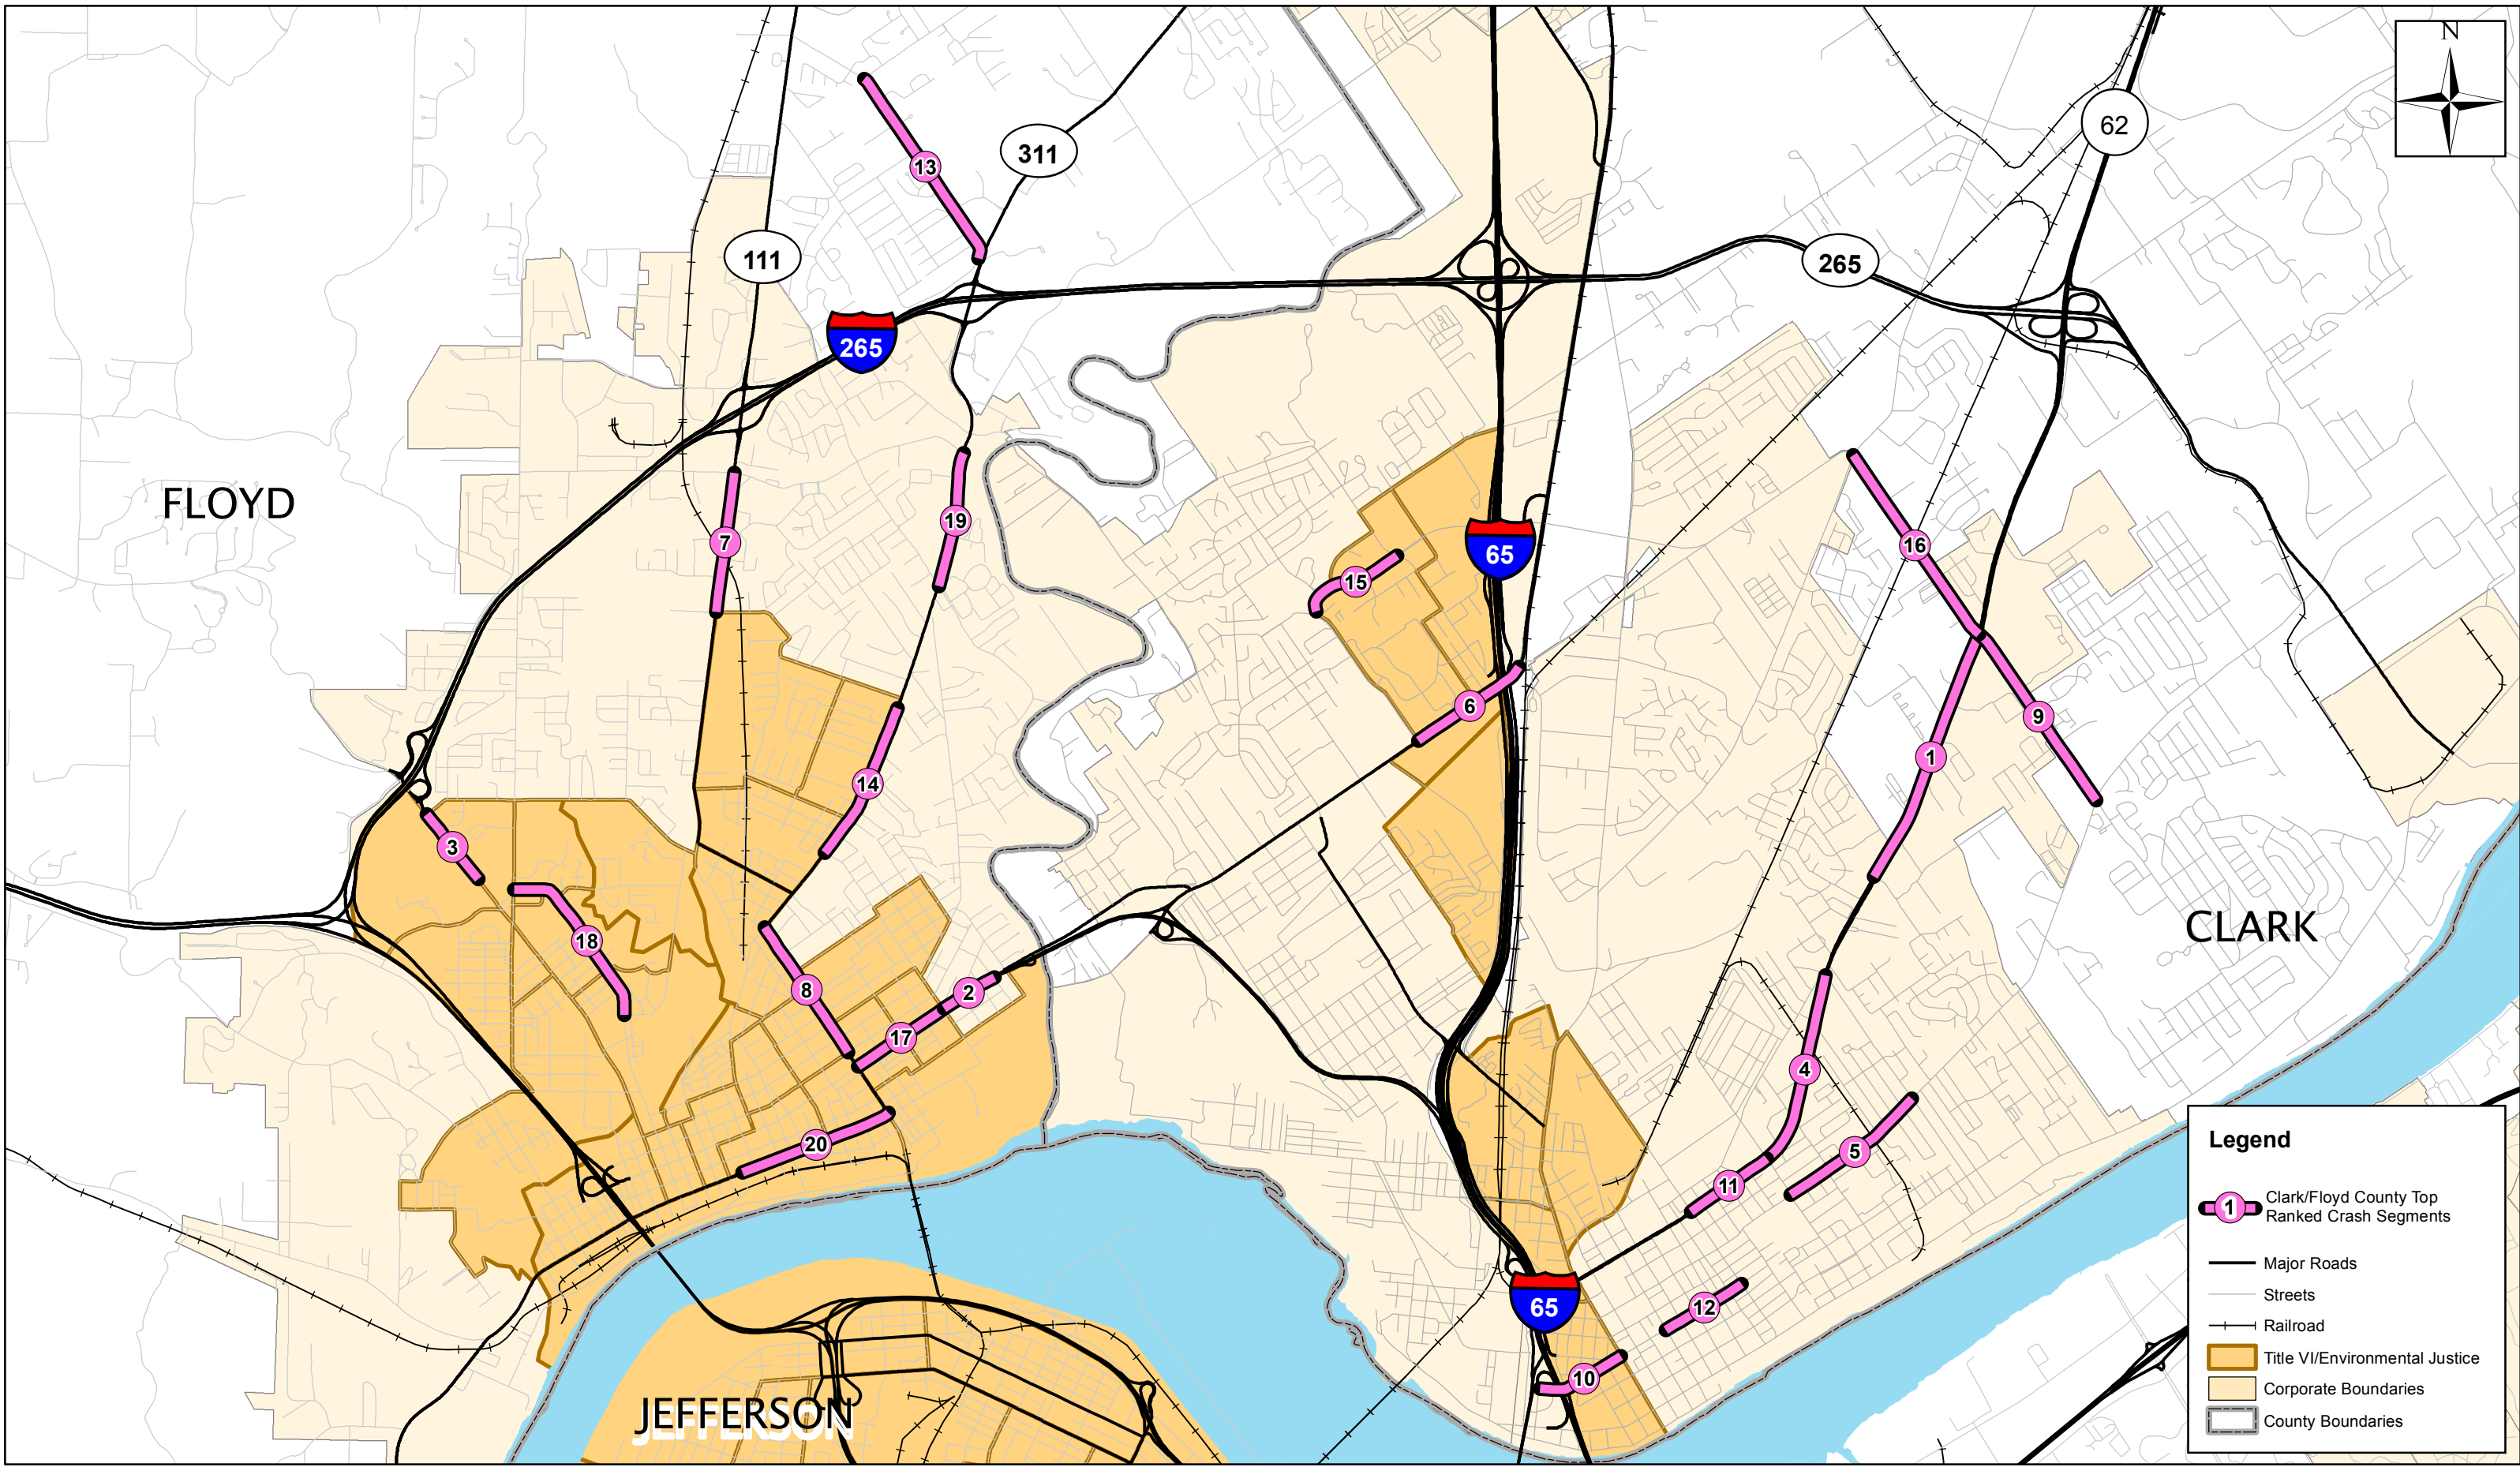 N
62
311
13
111
265
265
FLOYD
7
19
65
15
16
6
9
1
14
3
18
8
2
17
CLARK
4
20
5
11
65
12
10
JEFFERSON
Legend
1 Clark/Floyd County Top
Ranked Crash Segments
Major Roads
Streets
Railroad
Title VI/Environmental Justice
Corporate Boundaries
County Boundaries